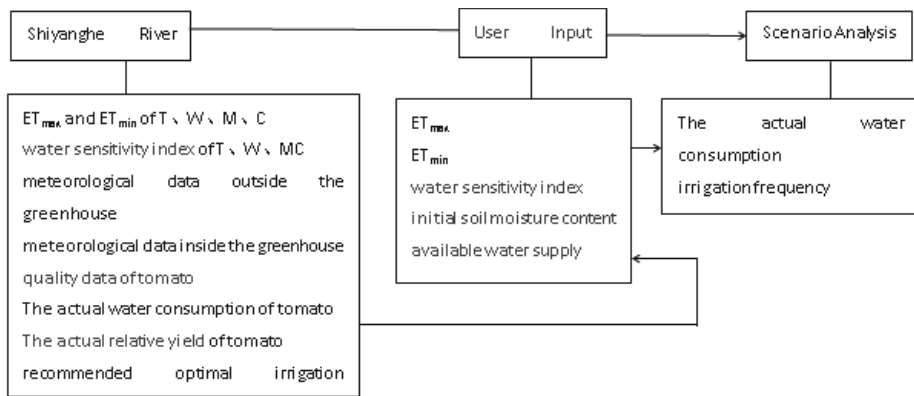 Shiyanghe River
User Input
Scenario Analysis
ETmax and ETmin of T、W、M、C
water sensitivity index of T、W、MC
meteorological data outside the
greenhouse
meteorological data inside the greenhouse
quality data of tomato
The actual water consumption of tomato
The actual relative yield of tomato
recommended optimal irrigation
ETmax
ETmin
water sensitivity index
initial soil moisture content
available water supply
The actual water
consumption
irrigation frequency